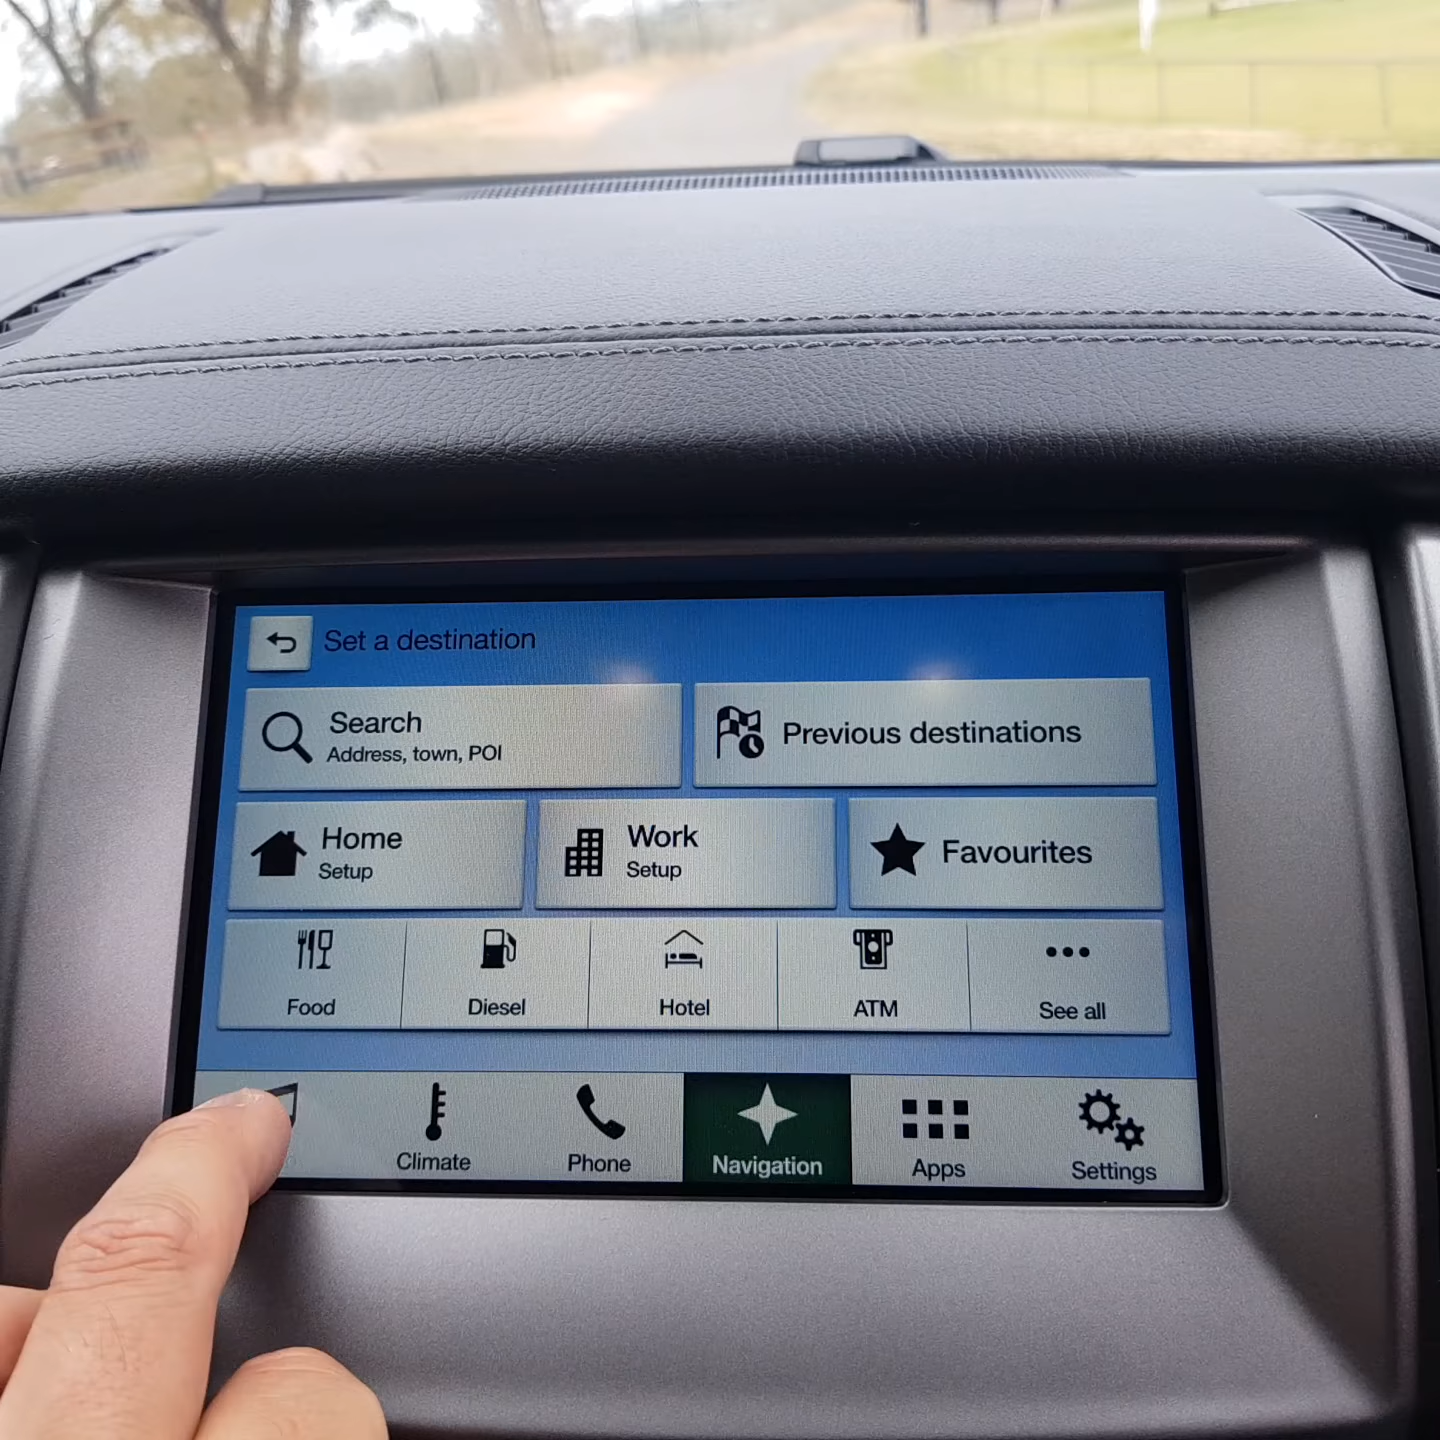 Set a destination
Search
Address, town, POI
Previous destinations
Home
Setup
Work
Setup
Favourites
Food
Diesel
Hotel
ATM
See all
Climate
Phone
Navigation
Apps
Settings